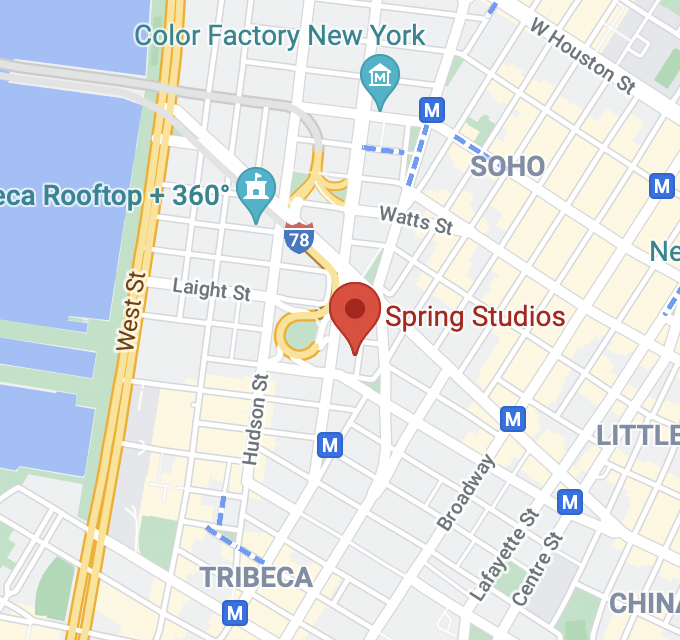 Color Factory New York
W Houston St
M
SOHO
M
eca Rooftop + 360°
Watts St
78
Ne
Laight St
West St
Spring Studios
Hudson St
M
M
LITTLE
Broadway
M
Lafayette St
Centre St
TRIBECA
M
CHINA